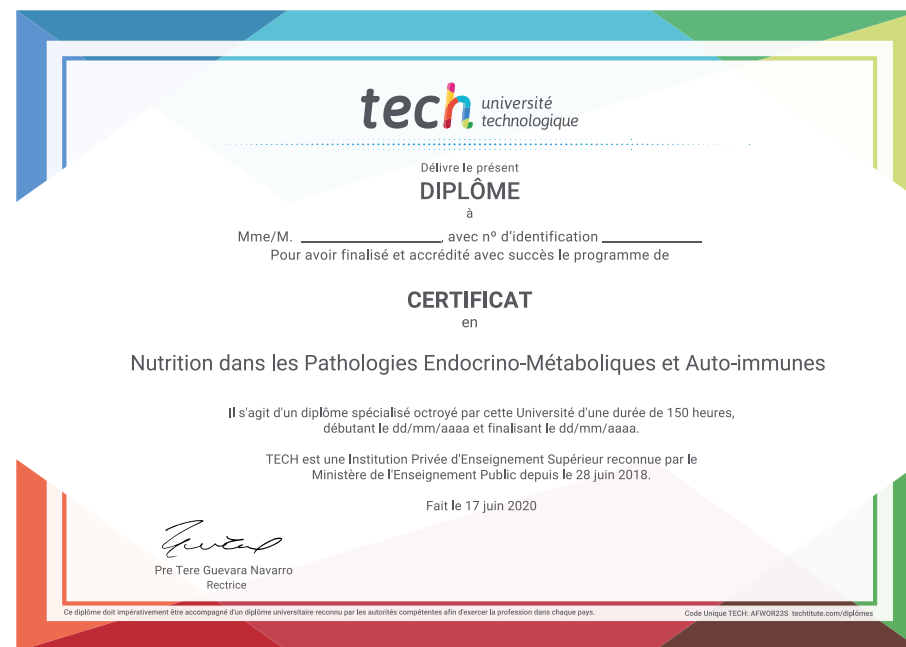 tech université
technologique
Délivre le présent
DIPLÔME
à
Mme/M. ____________________, avec nº d'identification ______________
Pour avoir finalisé et accrédité avec succès le programme de
CERTIFICAT
en
Nutrition dans les Pathologies Endocrino-Métaboliques et Auto-immunes
Il s'agit d'un diplôme spécialisé octroyé par cette Université d'une durée de 150 heures,
débutant le dd/mm/aaaa et finalisant le dd/mm/aaaa.
TECH est une Institution Privée d'Enseignement Supérieur reconnue par le
Ministère de l'Enseignement Public depuis le 28 juin 2018.
Fait le 17 juin 2020
Pre Tere Guevara Navarro
Rectrice
Ce diplôme doit impérativement être accompagné d'un diplôme universitaire reconnu par les autorités compétentes afin d'exercer la profession dans chaque pays.
Code Unique TECH: AFWOR23S techtitute.com/diplômes